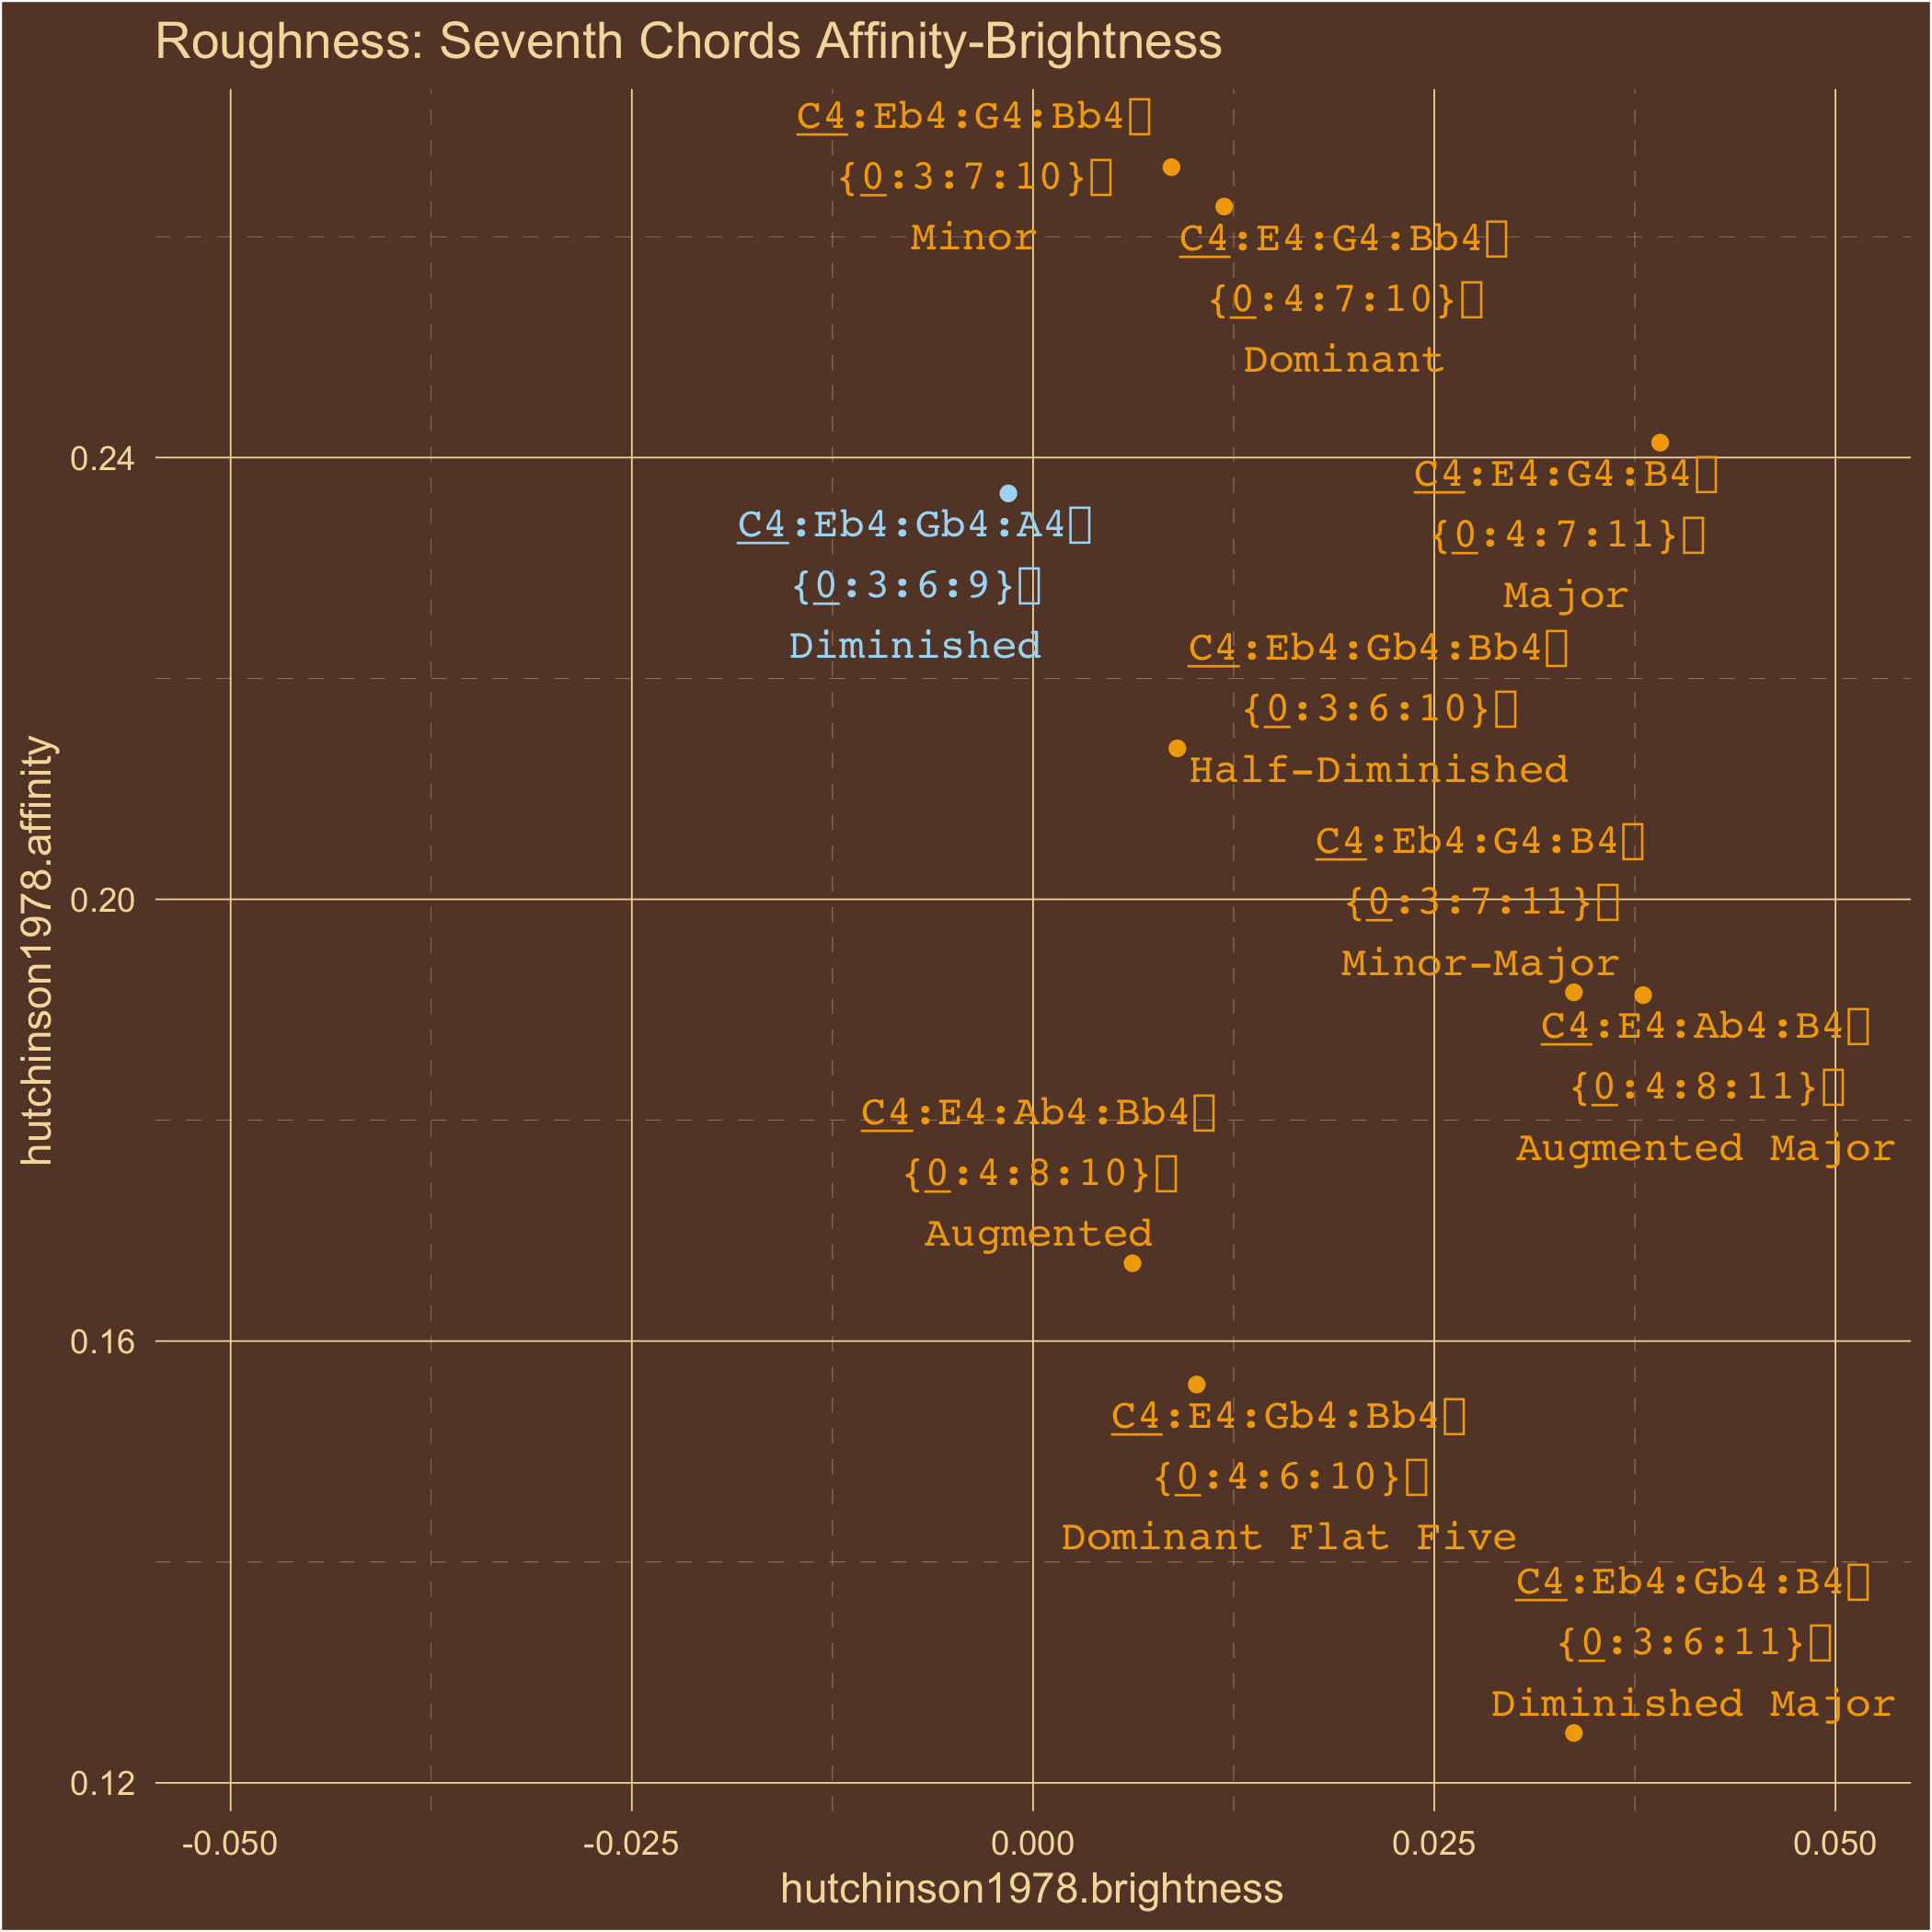 Roughness: Seventh Chords Affinity-Brightness
C4:Eb4:G4:Bb4
{0:3:7:10}
Minor
C4:E4:G4:Bb4
{0:4:7:10}
Dominant
0.24
C4:E4:G4:B4
{0:4:7:11}
Major
C4:Eb4:Gb4:A4
{0:3:6:9}
Diminished
C4:Eb4:Gb4:Bb4
{0:3:6:10}
Half-Diminished
C4:Eb4:G4:B4
{0:3:7:11}
Minor-Major
0.20
hutchinson1978.affinity
C4:E4:Ab4:B4
{0:4:8:11}
Augmented Major
C4:E4:Ab4:Bb4
{0:4:8:10}
Augmented
0.16
C4:E4:Gb4:Bb4
{0:4:6:10}
Dominant Flat Five
C4:Eb4:Gb4:B4
{0:3:6:11}
Diminished Major
0.12
-0.050 -0.025 0.000 0.025 0.050
hutchinson1978.brightness